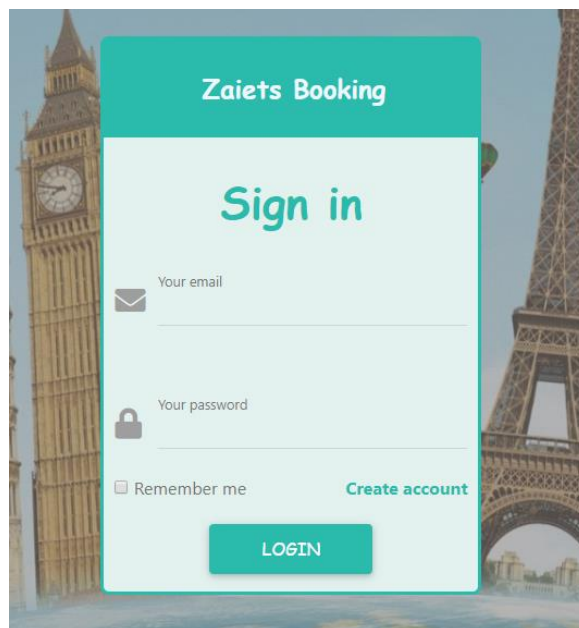 Zaiets Booking
Sign in
Your email
Your password
Remember me Create account
LOGIN